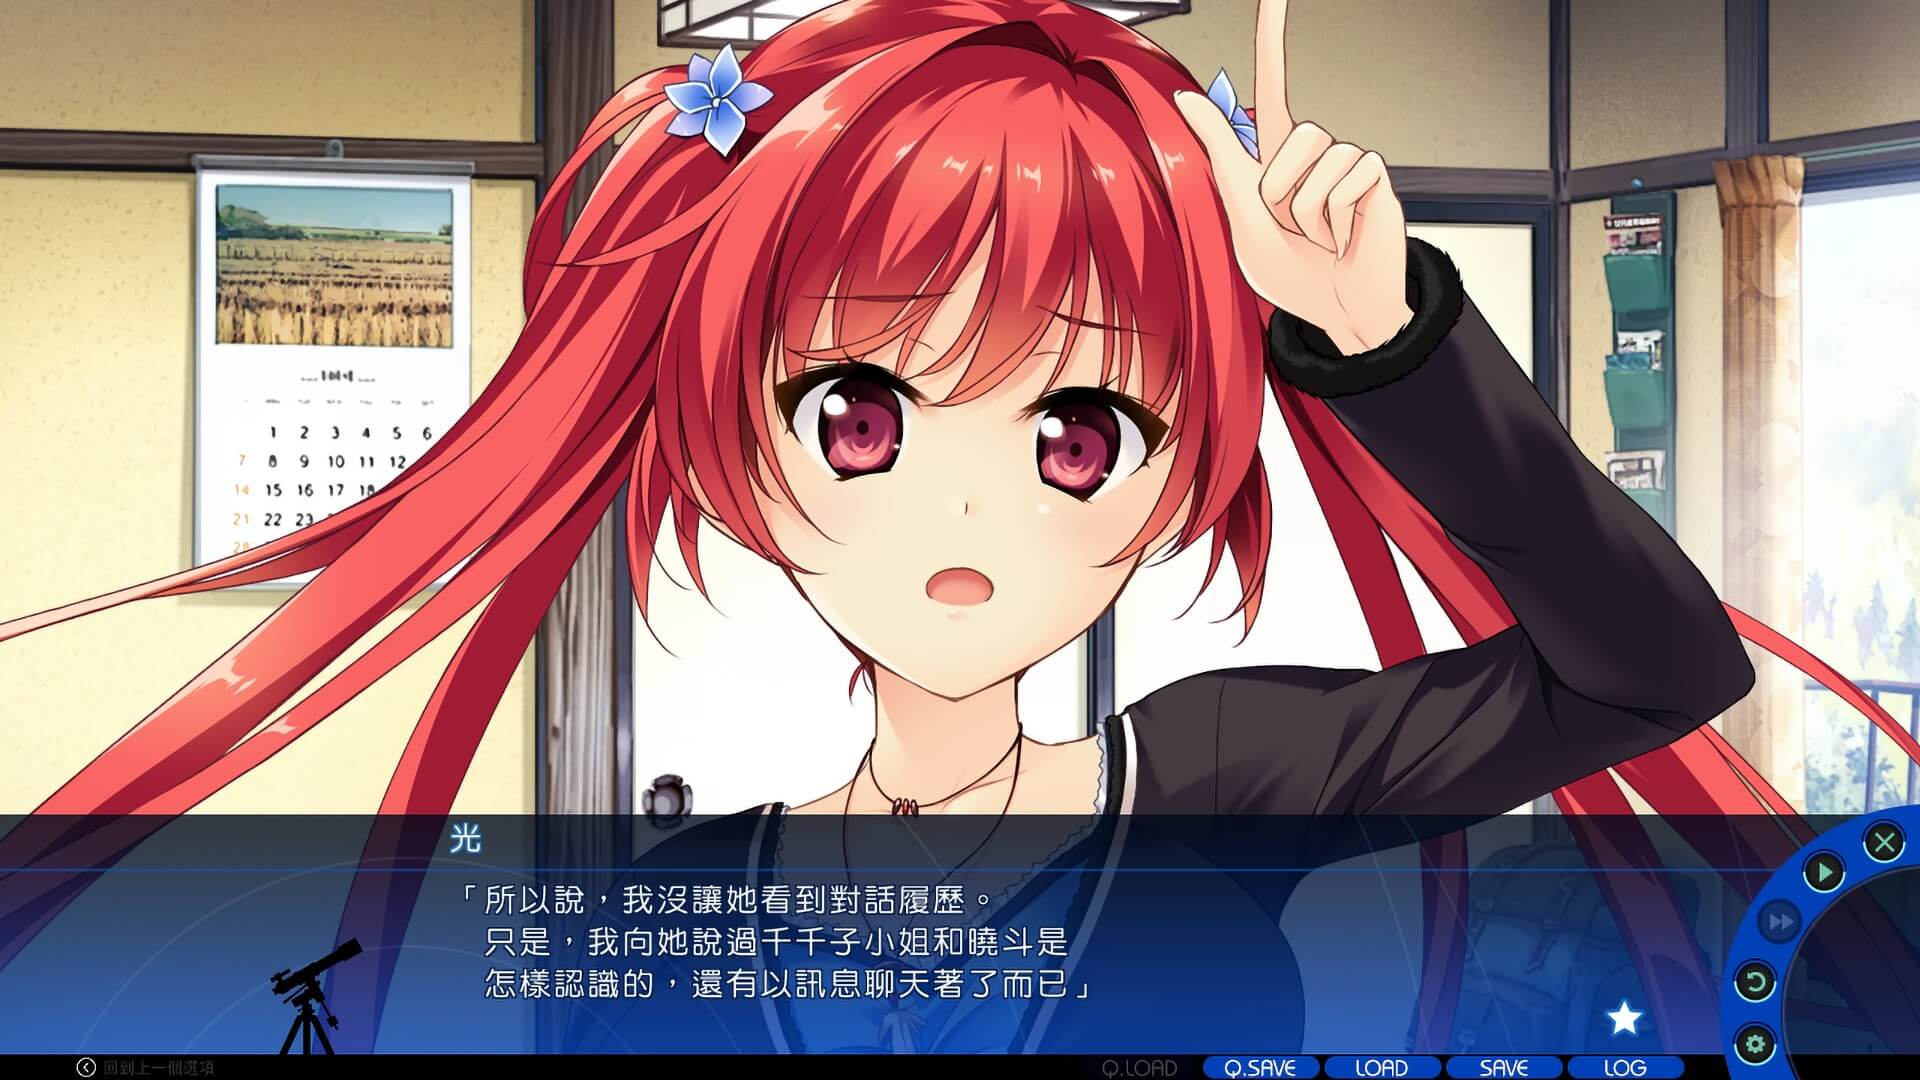 1 2 3 4 5 6
7 8 9 10 11 12
14 15 16 17 18
21 22 23
28
光
「所以說，我沒讓她看到對話履歷。
只是，我向她說過千千子小姐和曉斗是
怎樣認識的，還有以訊息聊天著了而已」
回到上一個選項
Q.LOAD Q.SAVE LOAD SAVE LOG